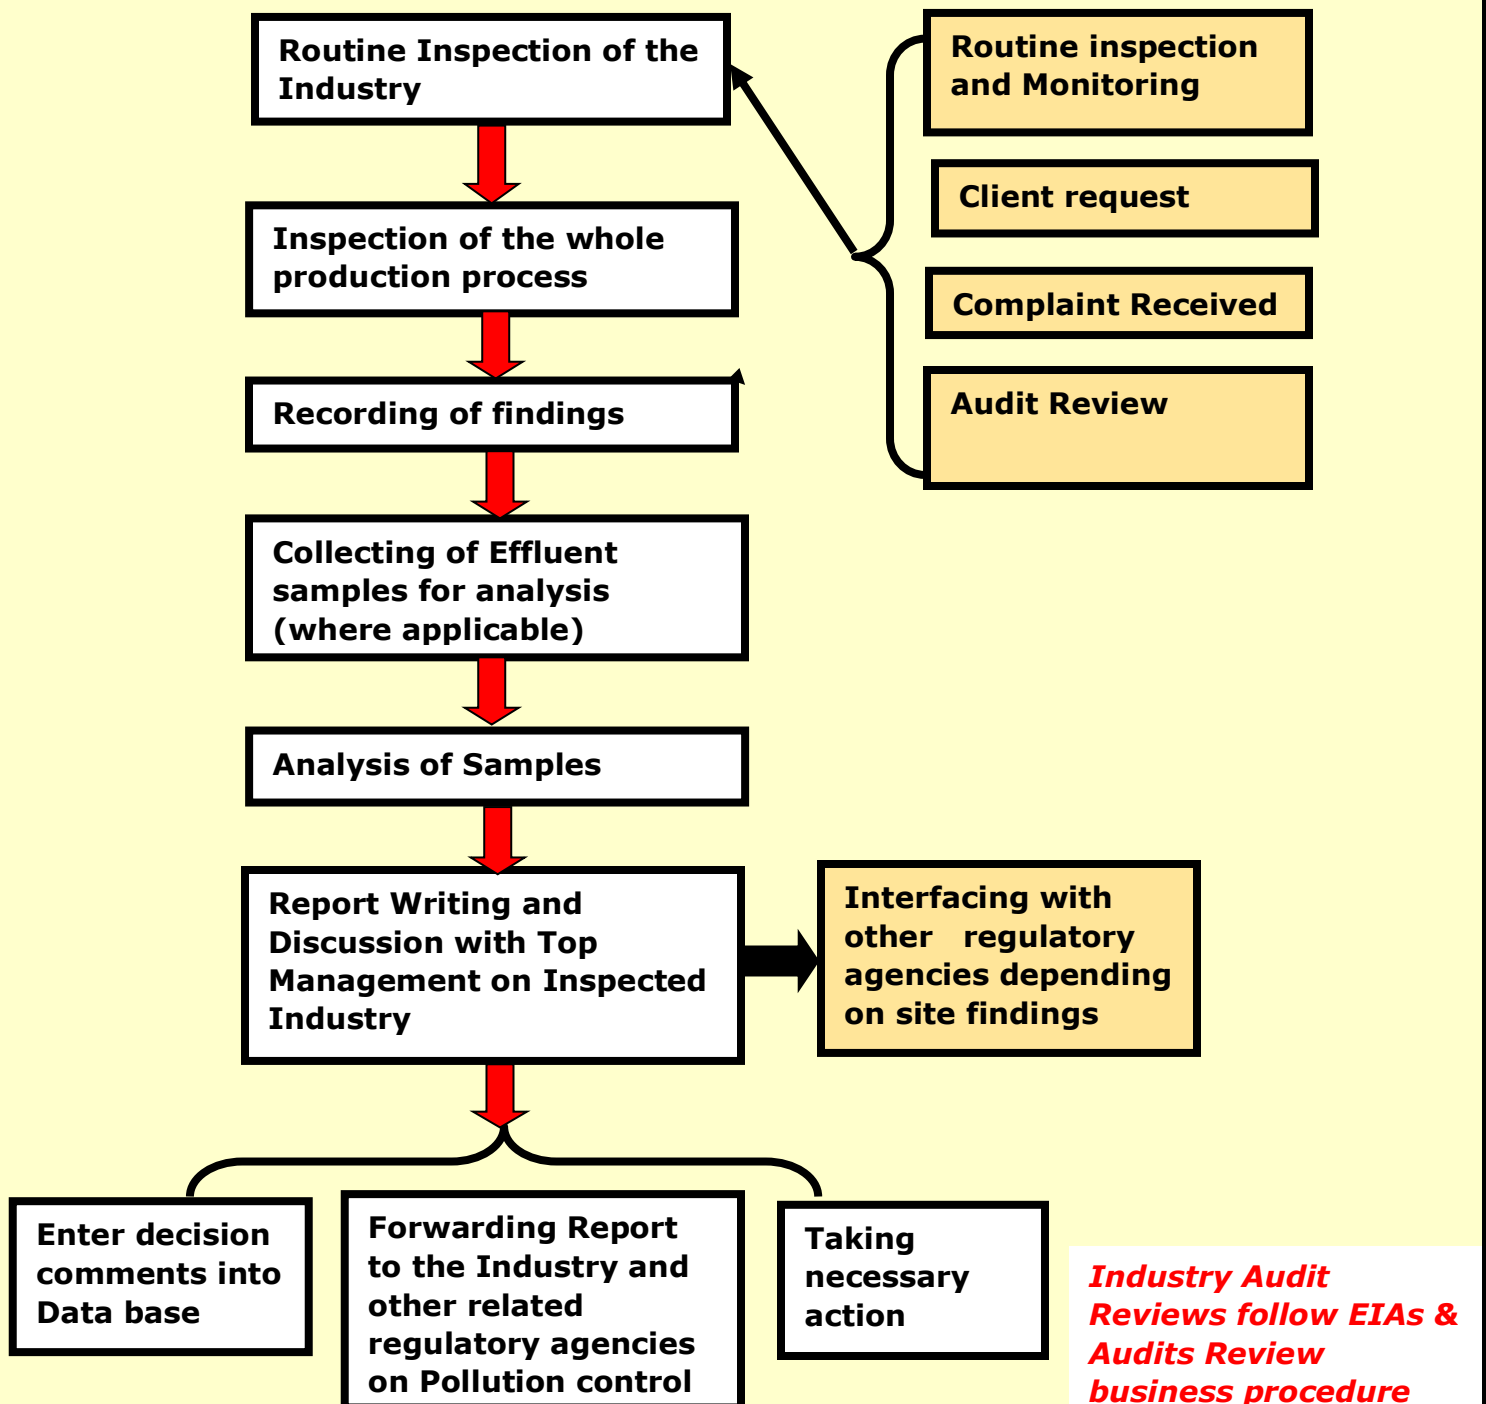 Routine Inspection of the
Industry
Routine inspection
and Monitoring
Client request
Complaint Received
Audit Review
Inspection of the whole
production process
Recording of findings
Collecting of Effluent
samples for analysis
(where applicable)
Analysis of Samples
Report Writing and
Discussion with Top
Management on Inspected
Industry
Interfacing with
other regulatory
agencies depending
on site findings
Enter decision
comments into
Data base
Forwarding Report
to the Industry and
other related
regulatory agencies
on Pollution control
Taking
necessary
action
Industry Audit
Reviews follow EIAs &
Audits Review
business procedure